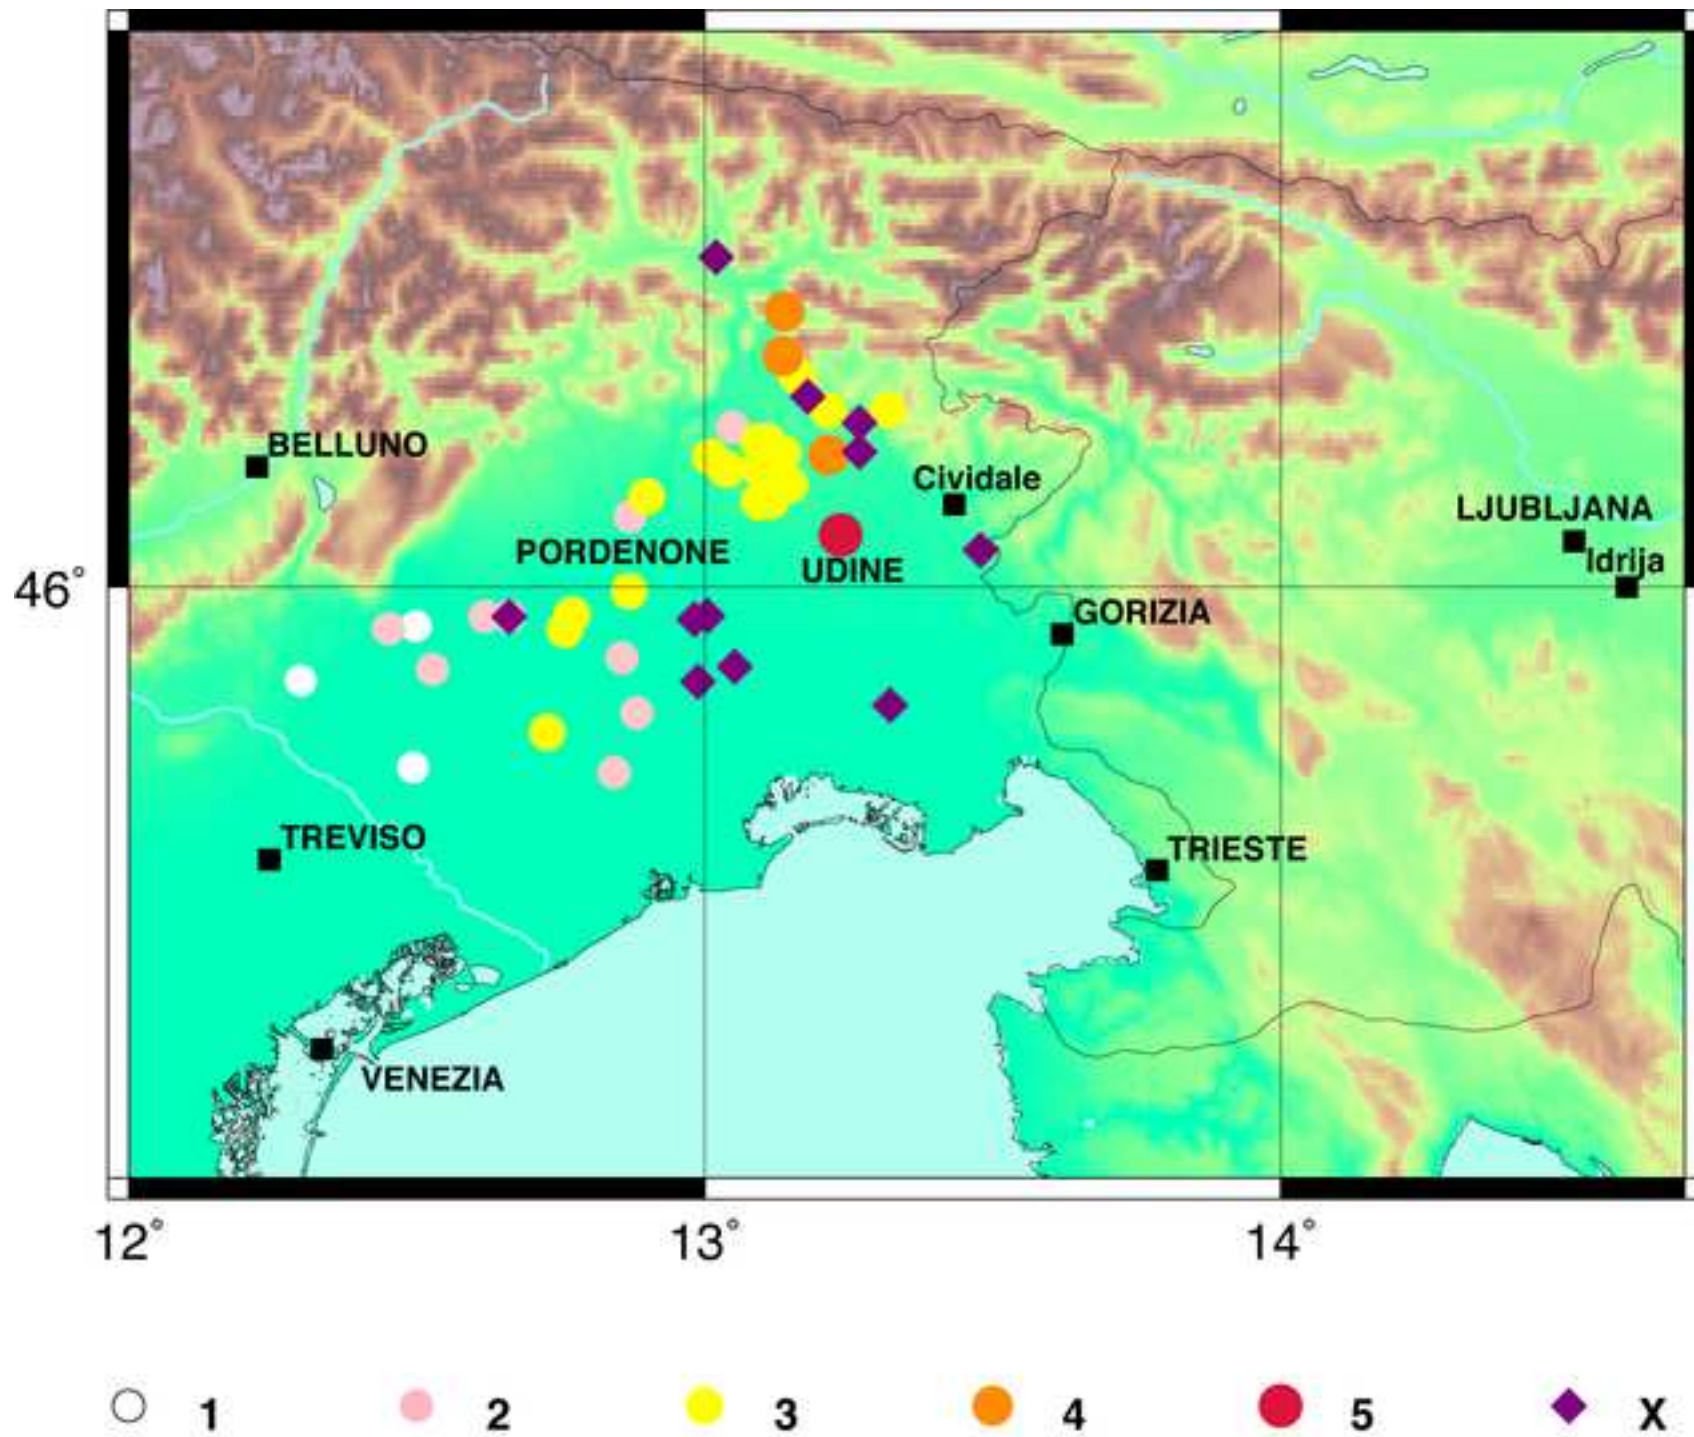 BELLUNO
Cividale
LJUBLJANA
PORDENONE
UDINE
Idrija
46°
GORIZIA
TREVISO
TRIESTE
VENEZIA
12° 13° 14°
1 2 3 4 5 X